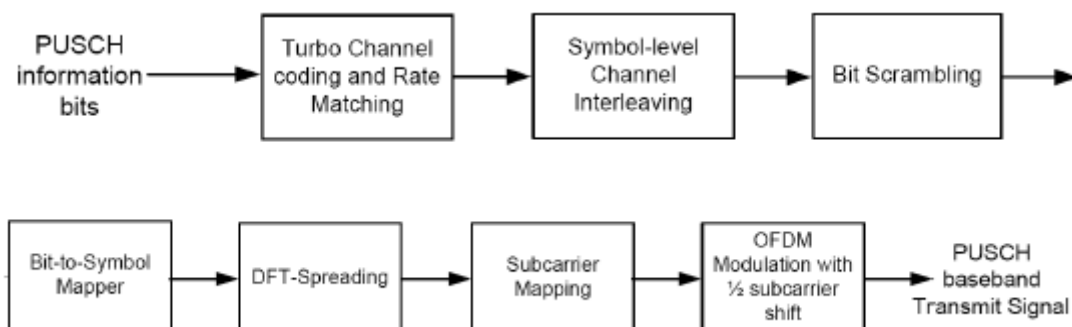 PUSCH
information
bits
Turbo Channel
coding and Rate
Matching
Symbol-level
Channel
Interleaving
Bit Scrambling
Bit-to-Symbol
Mapper
DFT-Spreading
Subcarrier
Mapping
OFDM
Modulation with
½ subcarrier
shift
PUSCH
baseband
Transmit Signal